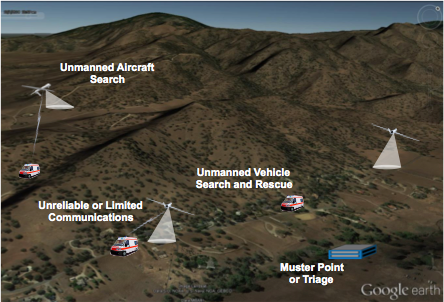 Unmanned Aircraft
Search
Unmanned Vehicle
Search and Rescue
Unreliable or Limited
Communications
Muster Point
or Triage
Google earth